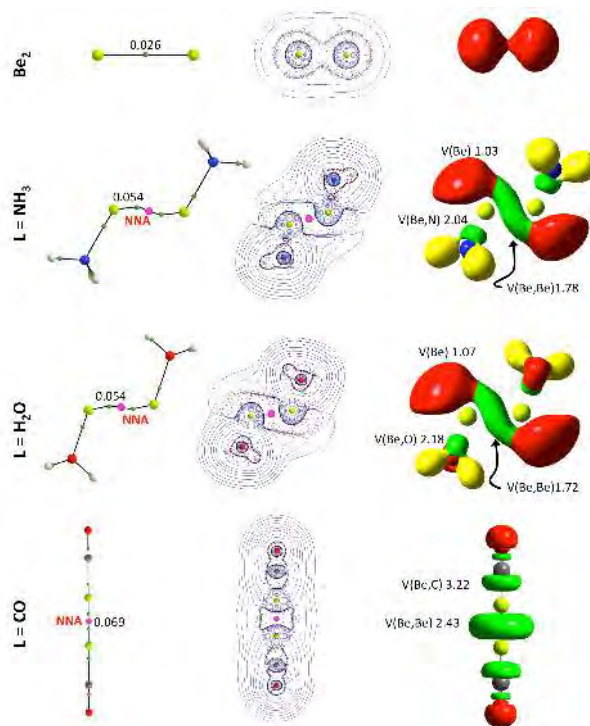 Be₂
0.026
L = NH₃
0.054
NNA
V(Be) 1.03
V(Be,N) 2.04
V(Be,Be)1.78
L = H₂O
0.054
NNA
V(Be) 1.07
V(Be,O) 2.18
V(Be,Be)1.72
L = CO
NNA
0.069
V(Be,C) 3.22
V(Be,Be) 2.43